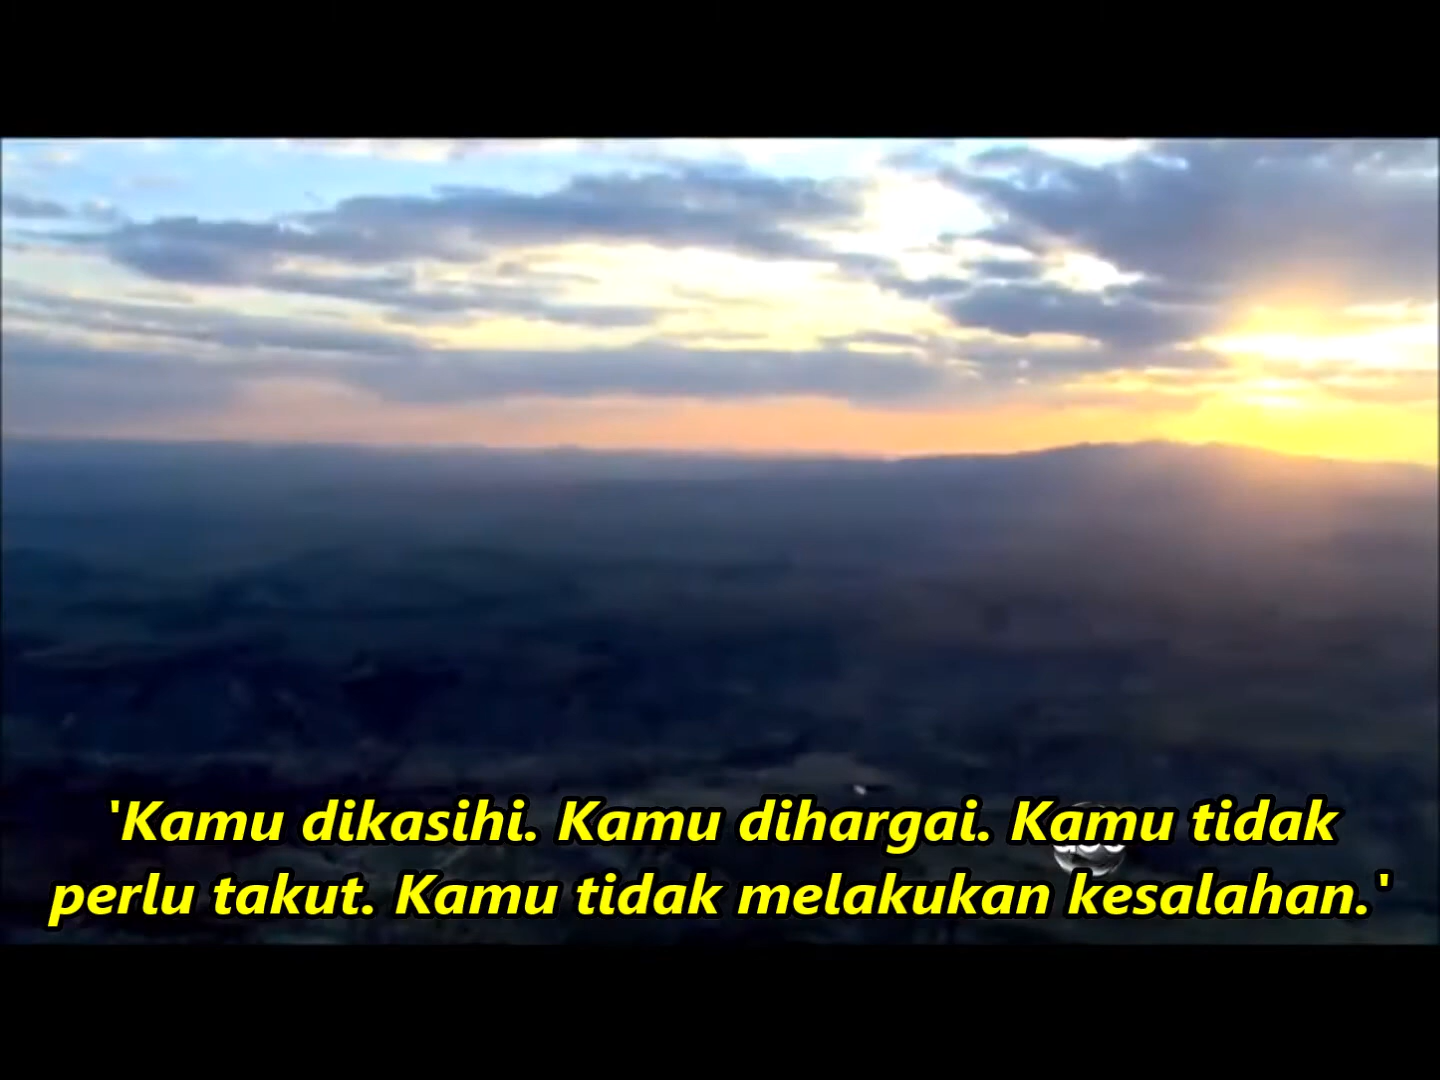 'Kamu dikasihi. Kamu dihargai. Kamu tidak
perlu takut. Kamu tidak melakukan kesalahan.'